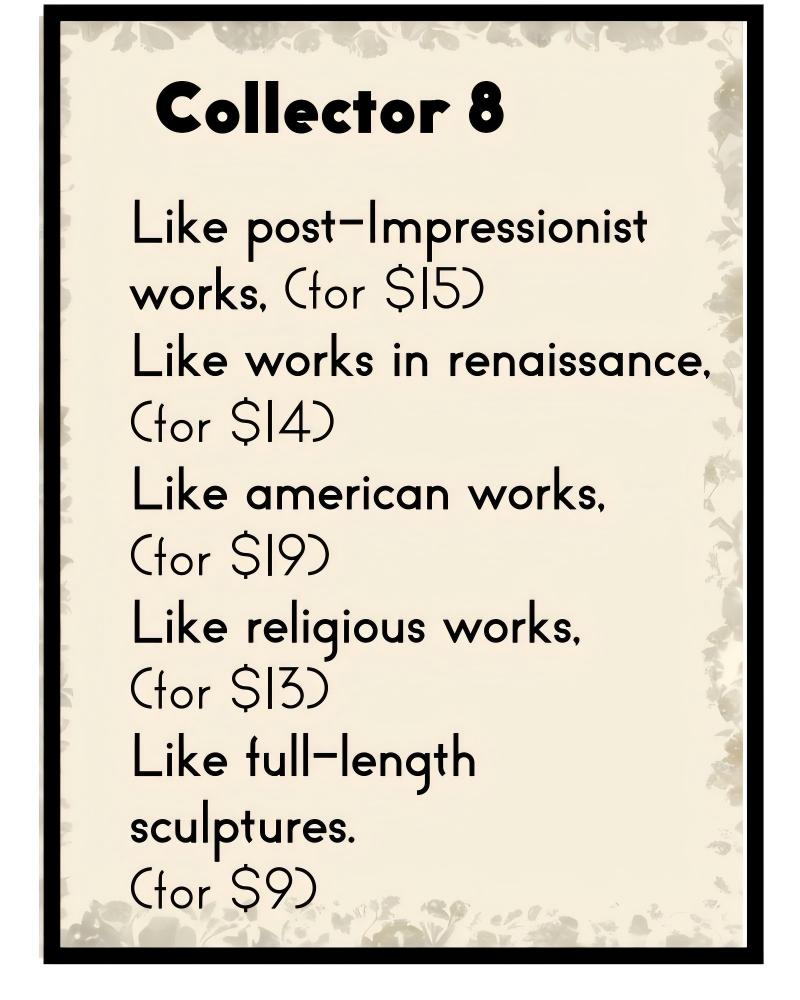 Collector 8
Like post-Impressionist
works, (for $15)
Like works in renaissance,
(for $14)
Like american works,
(for $19)
Like religious works,
(for $13)
Like full-length
sculptures.
(for $9)